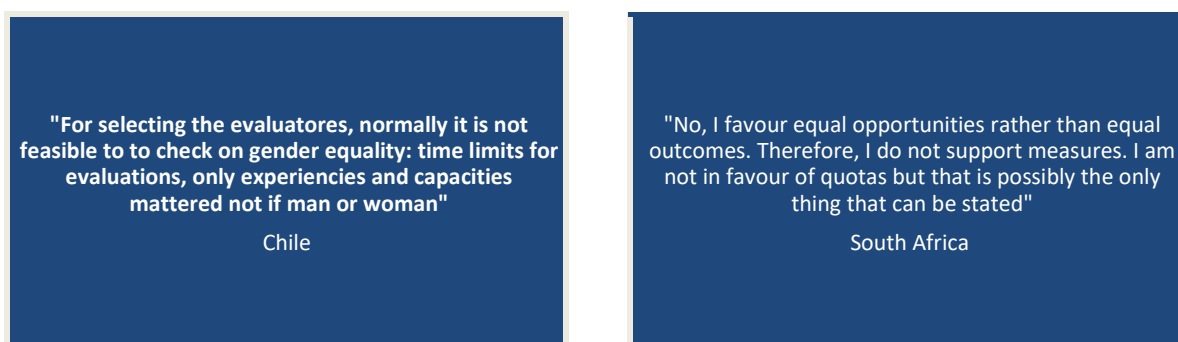 "For selecting the evaluatores, normally it is not
feasible to to check on gender equality: time limits for
evaluations, only experiencies and capacities
mattered not if man or woman"
Chile
"No, I favour equal opportunities rather than equal
outcomes. Therefore, I do not support measures. I am
not in favour of quotas but that is possibly the only
thing that can be stated"
South Africa